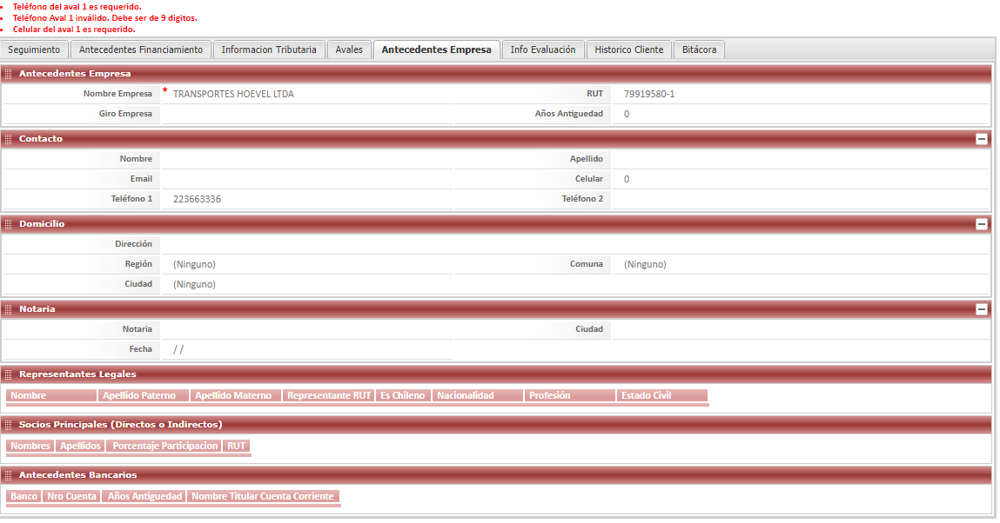 Teléfono del aval 1 es requerido.
Teléfono Aval 1 inválido. Debe ser de 9 digitos.
Celular del aval 1 es requerido.
Seguimiento Antecedentes Financiamiento Informacion Tributaria Avales Antecedentes Empresa Info Evaluación Historico Cliente Bitácora
Antecedentes Empresa
Nombre Empresa * TRANSPORTES HOEVEL LTDA RUT 79919580-1
Giro Empresa Años Antiguedad 0
Contacto
Nombre Apellido
Email Celular 0
Teléfono 1 223663336 Teléfono 2
Domicilio
Dirección
Región (Ninguno) Comuna (Ninguno)
Ciudad (Ninguno)
Notaria
Notaria Ciudad
Fecha / /
Representantes Legales
Nombre Apellido Paterno Apellido Materno Representante RUT Es Chileno Nacionalidad Profesión Estado Civil
Socios Principales (Directos o Indirectos)
Nombres Apellidos Porcentaje Participacion RUT
Antecedentes Bancarios
Banco Nro Cuenta Años Antiguedad Nombre Titular Cuenta Corriente